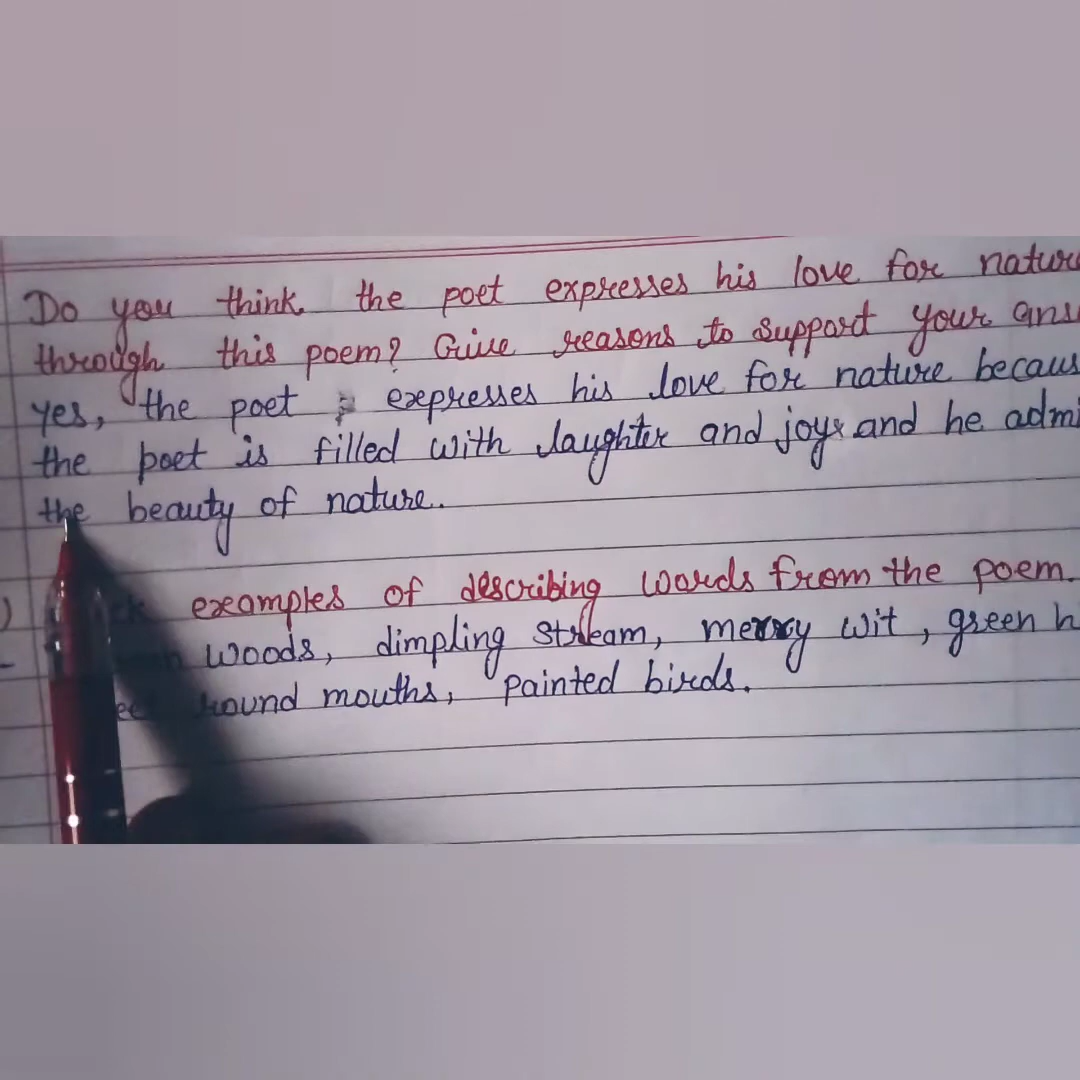 Do you think the poet expresses his love for nature
through this poem? Give reasons to support your ans
yes, the poet expresses his love for nature becaus
the poet is filled with laughter and joys and he admi
the beauty of nature.
) examples of describing words from the poem.
- woods, dimpling stream, merry wit, green h
round mouths, painted birds.